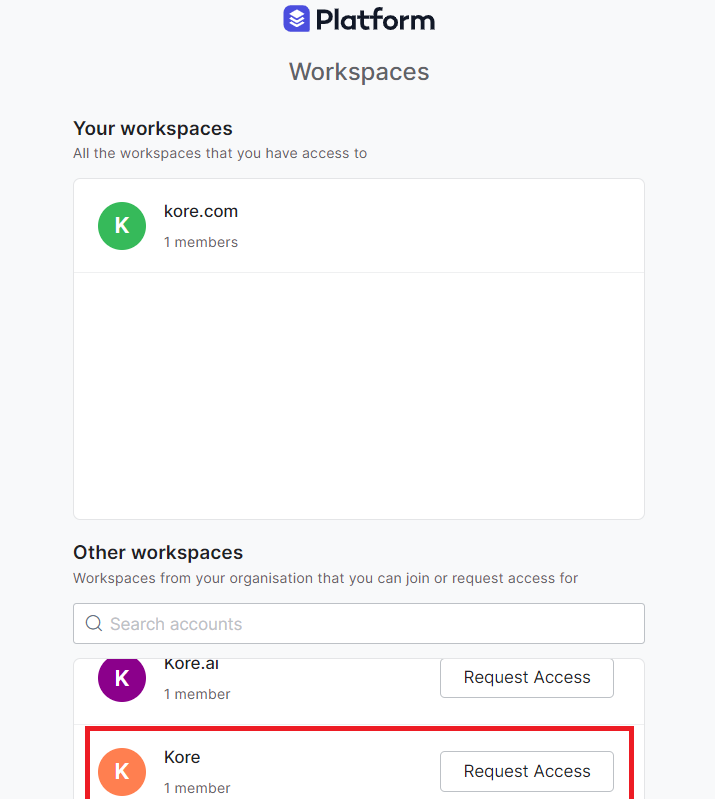 Platform
Workspaces
Your workspaces
All the workspaces that you have access to
K
kore.com
1 members
Other workspaces
Workspaces from your organisation that you can join or request access for
Search accounts
K
Kore.ai
1 member
Request Access
K
Kore
1 member
Request Access